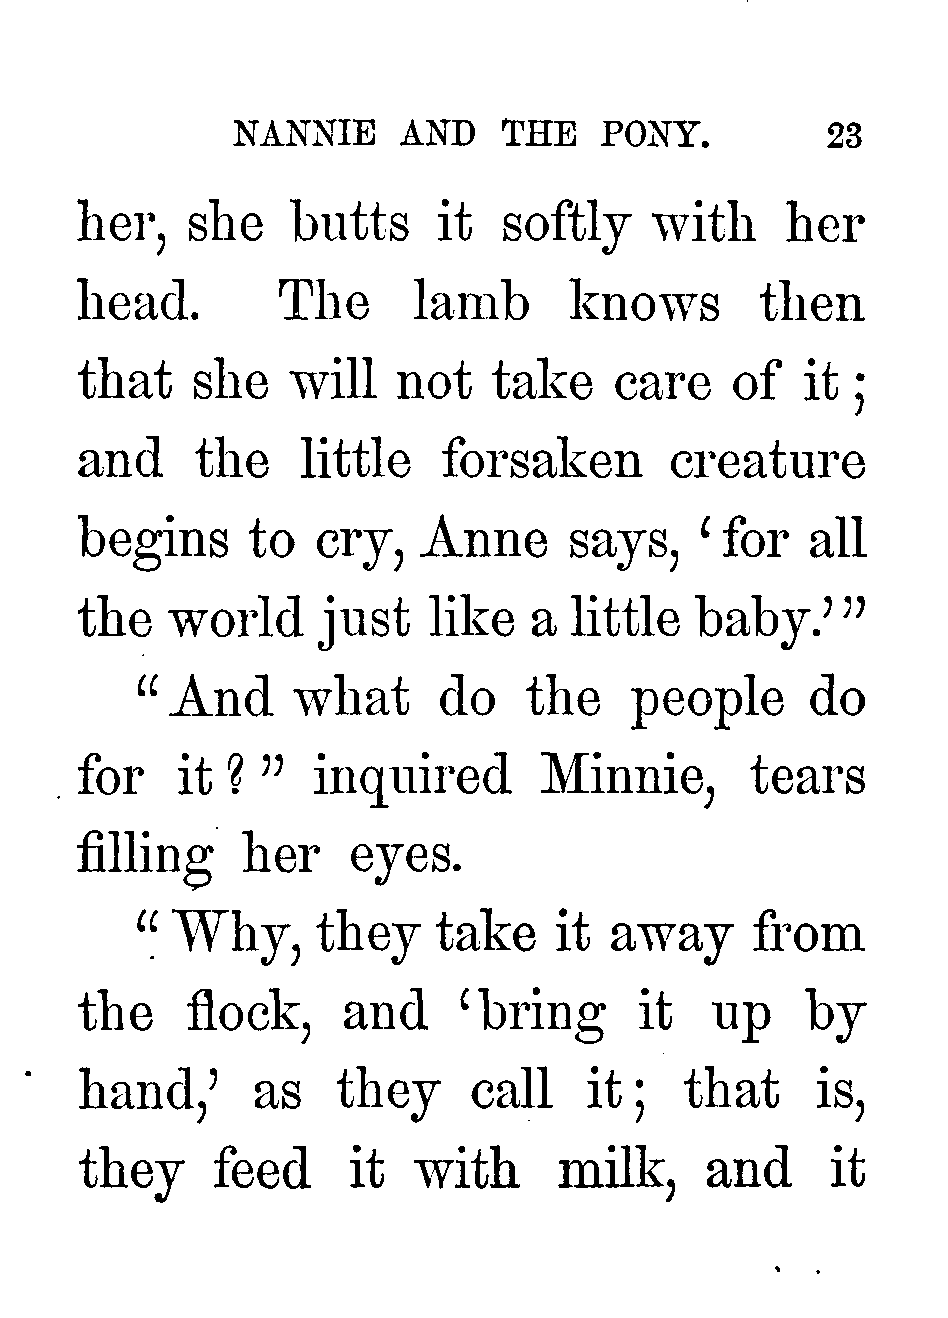 NANNIE AND THE PONY. 23
her, she butts it softly with her
head. The lamb knows then
that she will not take care of it;
and the little forsaken creature
begins to cry, Anne says, ‘for all
the world just like a little baby.’”
“And what do the people do
for it?” inquired Minnie, tears
filling her eyes.
“Why, they take it away from
the flock, and ‘bring it up by
hand,’ as they call it; that is,
they feed it with milk, and it